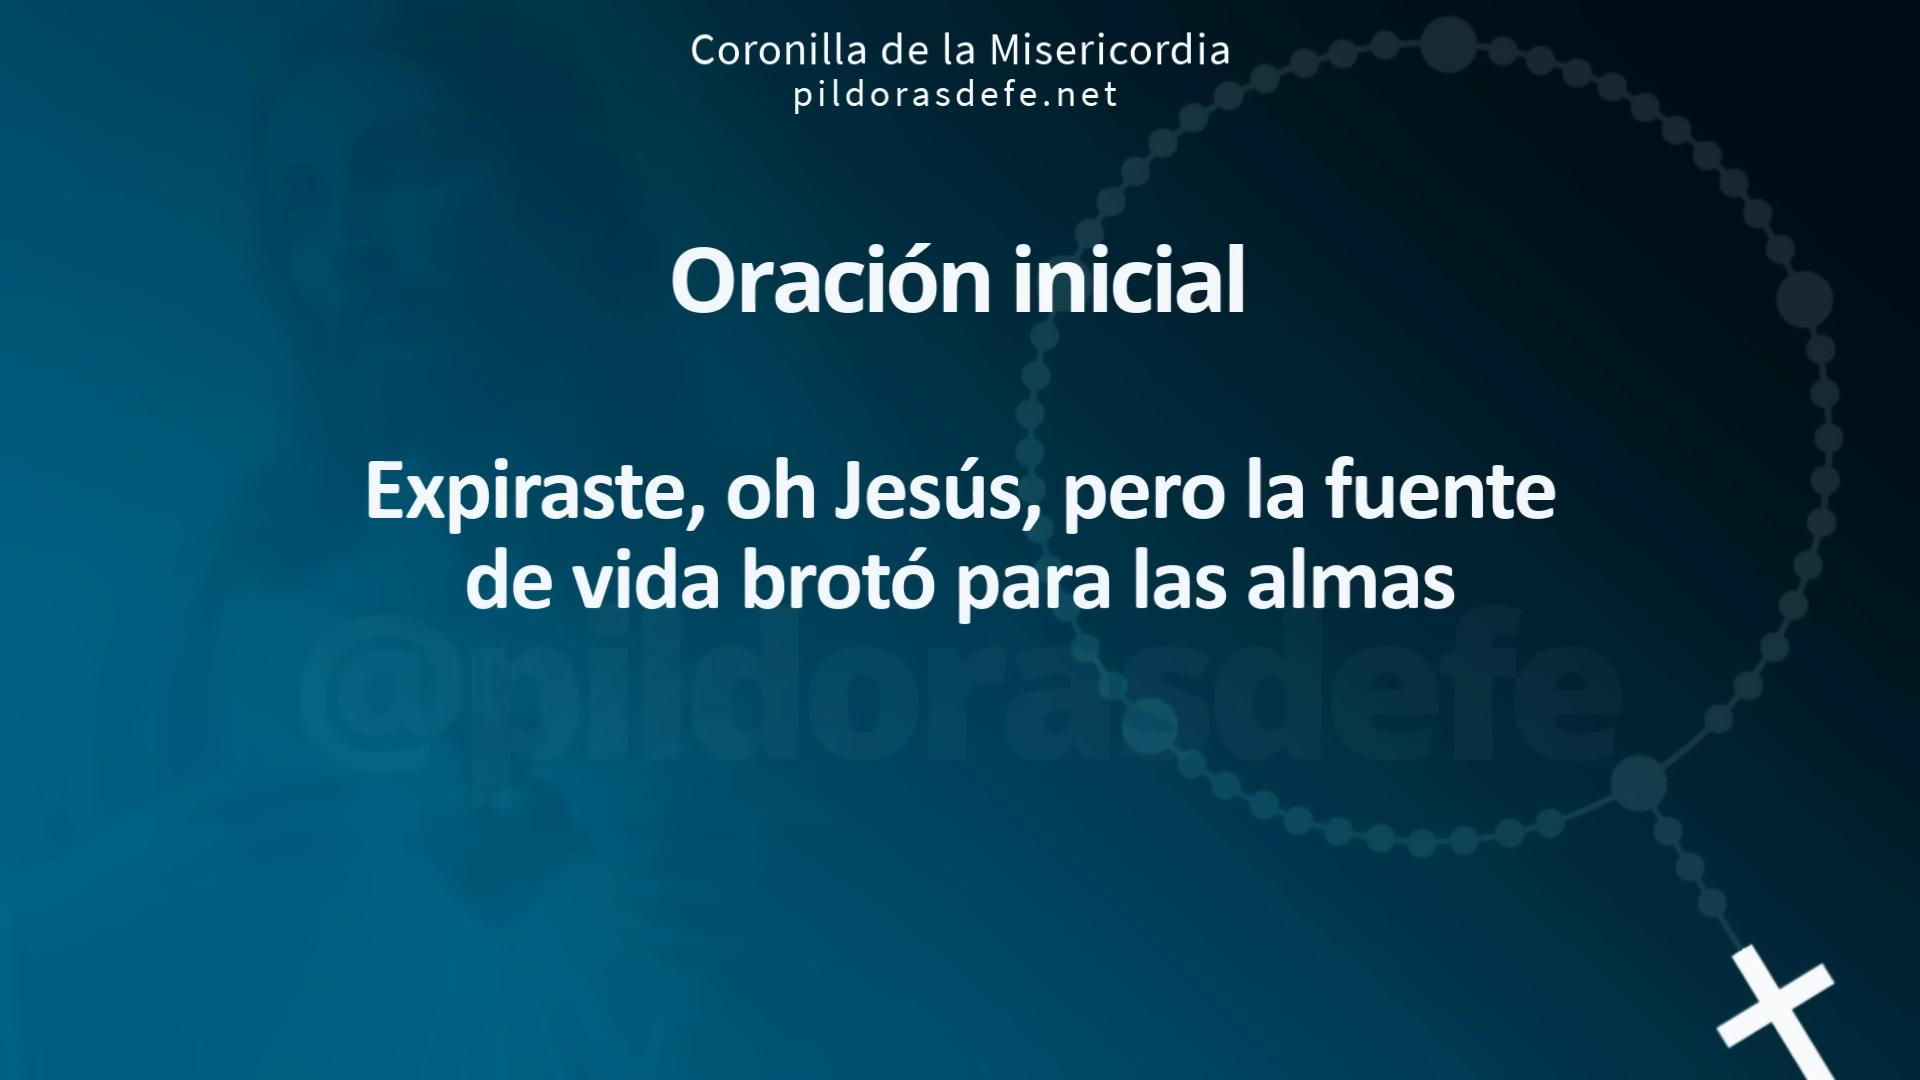 Coronilla de la Misericordia
pildorasdefe.net
Oración inicial
Expiraste, oh Jesús, pero la fuente
de vida brotó para las almas
@pildorasdefe